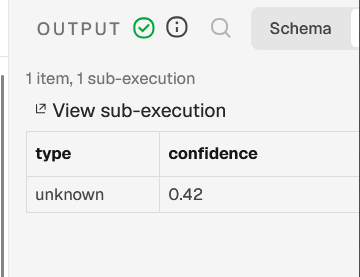 OUTPUT Schema
1 item, 1 sub-execution
View sub-execution
type confidence
unknown 0.42